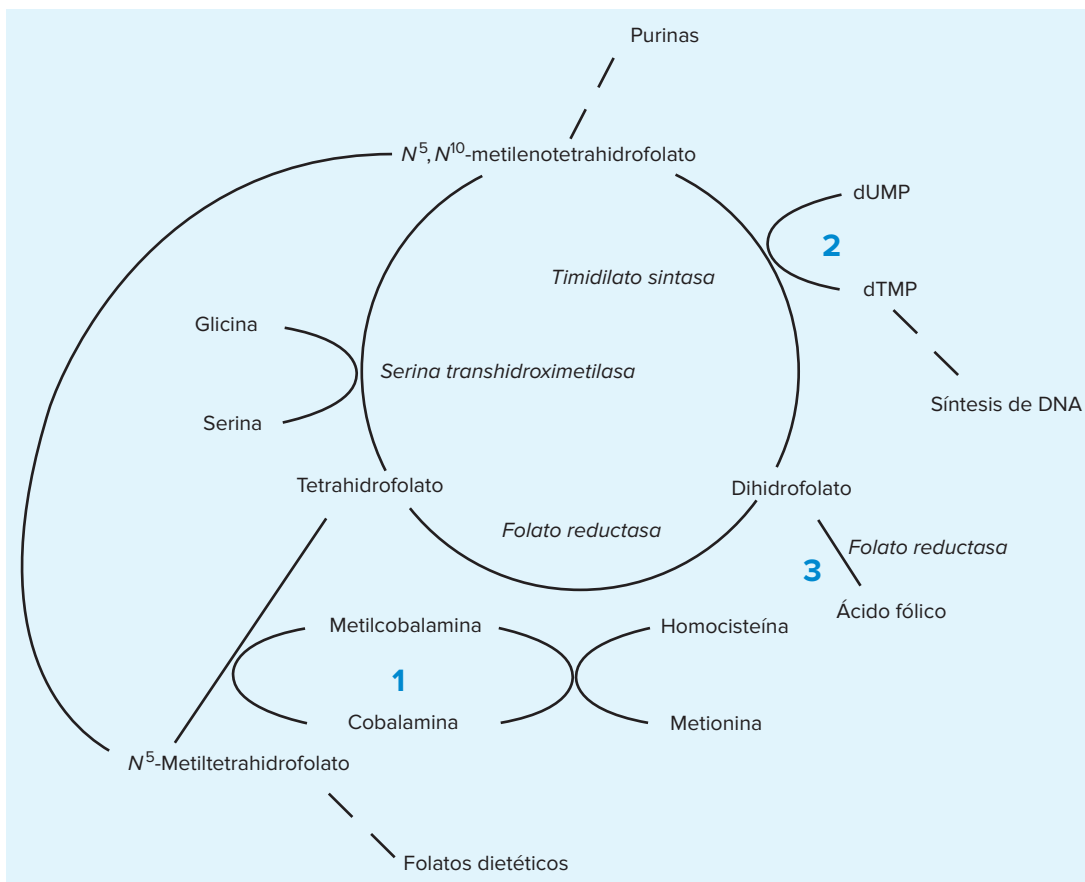 Purinas
N⁵, N¹⁰-metilenotetrahidrofolato
dUMP
2
Timidilato sintasa
dTMP
Glicina
Serina transhidroximetilasa
Síntesis de DNA
Serina
Tetrahidrofolato
Dihidrofolato
Folato reductasa
Folato reductasa
3
Ácido fólico
Metilcobalamina
Homocisteína
1
Cobalamina
Metionina
N⁵-Metiltetrahidrofolato
Folatos dietéticos